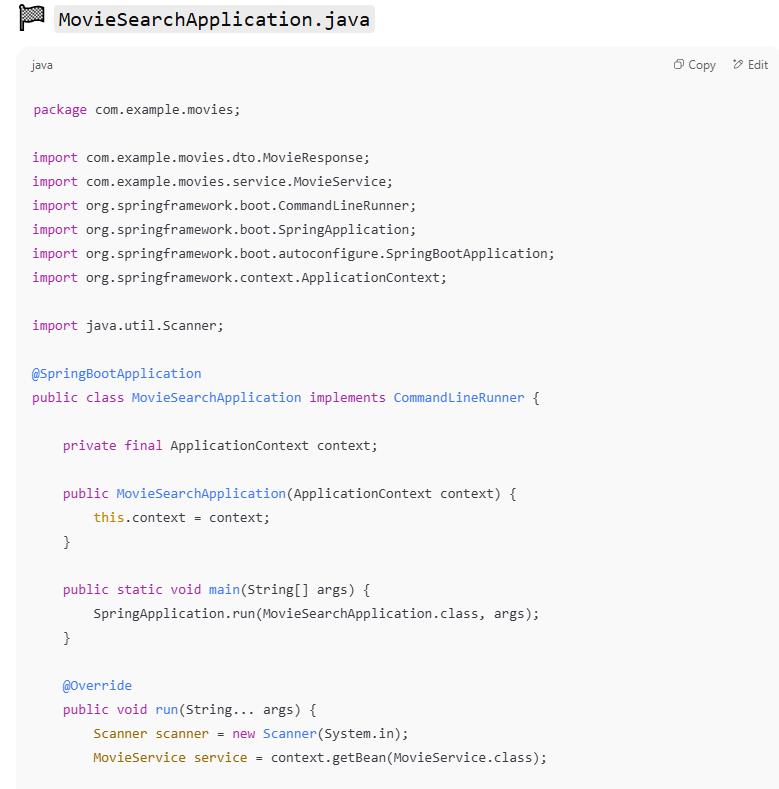 MovieSearchApplication.java
java
Copy
Edit
package com.example.movies;
import com.example.movies.dto.MovieResponse;
import com.example.movies.service.MovieService;
import org.springframework.boot.CommandLineRunner;
import org.springframework.boot.SpringApplication;
import org.springframework.boot.autoconfigure.SpringBootApplication;
import org.springframework.context.ApplicationContext;
import java.util.Scanner;
@SpringBootApplication
public class MovieSearchApplication implements CommandLineRunner {
    private final ApplicationContext context;
    public MovieSearchApplication(ApplicationContext context) {
        this.context = context;
    }
    public static void main(String[] args) {
        SpringApplication.run(MovieSearchApplication.class, args);
    }
    @Override
    public void run(String... args) {
        Scanner scanner = new Scanner(System.in);
        MovieService service = context.getBean(MovieService.class);